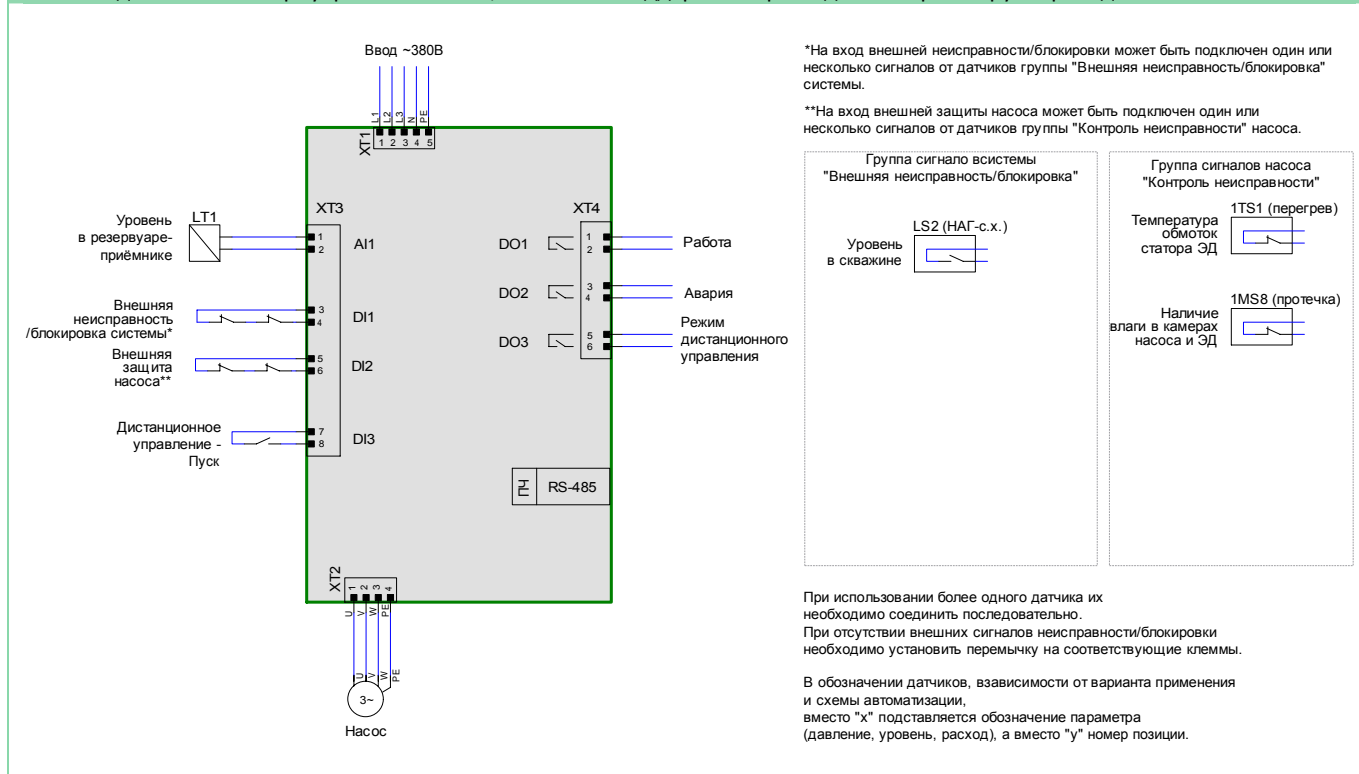 Ввод ~380В
L1
L2
L3
N
PE
XT1
1 2 3 4 5
XT3
Уровень
в резервуаре-
приёмнике
LT1
1
2
AI1
Внешняя
неисправность
/блокировка системы*
3
4
DI1
Внешняя
защита
насоса**
5
6
DI2
Дистанционное
управление -
Пуск
7
8
DI3
XT4
DO1
1
2
Работа
DO2
3
4
Авария
DO3
5
6
Режим
дистанционного
управления
ПЧ
RS-485
XT2
1
2
3
4
U
V
W
PE
U
V
W
PE
3~
Насос
*На вход внешней неисправности/блокировки может быть подключен один или
несколько сигналов от датчиков группы "Внешняя неисправность/блокировка"
системы.
**На вход внешней защиты насоса может быть подключен один или
несколько сигналов от датчиков группы "Контроль неисправности" насоса.
Группа сигнало всистемы
"Внешняя неисправность/блокировка"
LS2 (НАГ-с.х.)
Уровень
в скважине
Группа сигналов насоса
"Контроль неисправности"
1TS1 (перегрев)
Температура
обмоток
статора ЭД
1MS8 (протечка)
Наличие
влаги в камерах
насоса и ЭД
При использовании более одного датчика их
необходимо соединить последовательно.
При отсутствии внешних сигналов неисправности/блокировки
необходимо установить перемычку на соответствующие клеммы.
В обозначении датчиков, взависимости от варианта применения
и схемы автоматизации,
вместо "х" подставляется обозначение параметра
(давление, уровень, расход), а вместо "у" номер позиции.